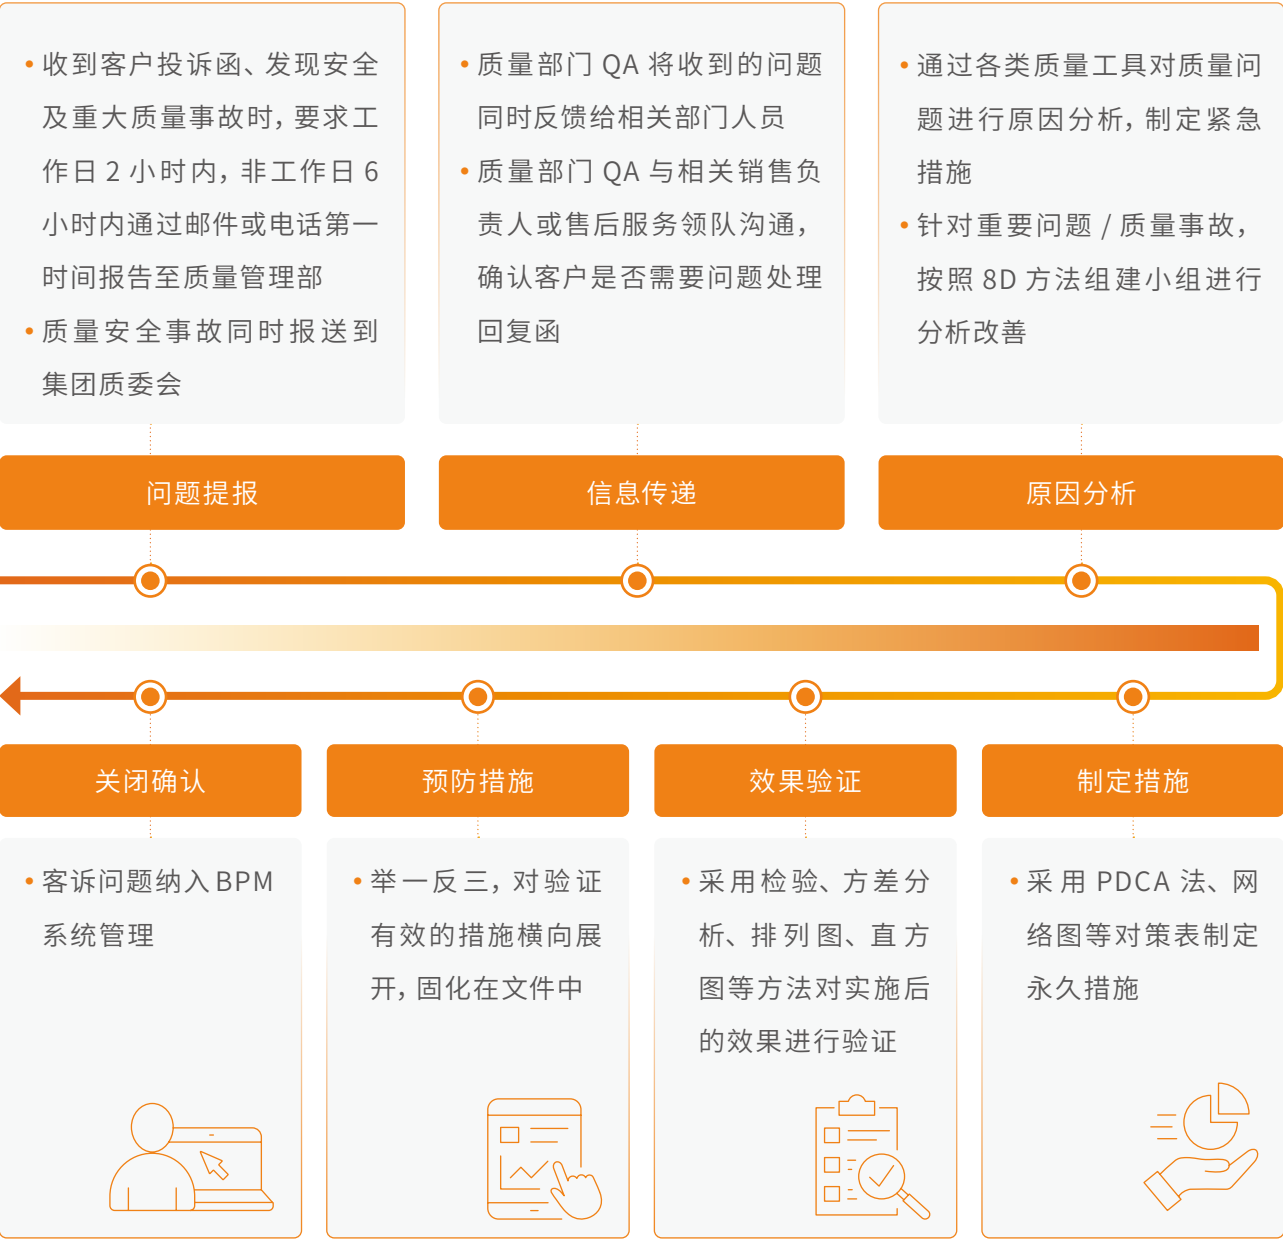 • 收到客户投诉函、发现安全
及重大质量事故时，要求工
作日 2 小时内，非工作日 6
小时内通过邮件或电话第一
时间报告至质量管理部
• 质量安全事故同时报送到
集团质委会
问题提报
• 质量部门 QA 将收到的问题
同时反馈给相关部门人员
• 质量部门 QA 与相关销售负
责人或售后服务领队沟通，
确认客户是否需要问题处理
回复函
信息传递
• 通过各类质量工具对质量问
题进行原因分析，制定紧急
措施
• 针对重要问题 / 质量事故，
按照 8D 方法组建小组进行
分析改善
原因分析
制定措施
• 采用 PDCA 法、网
络图等对策表制定
永久措施
效果验证
• 采用检验、方差分
析、排列图、直方
图等方法对实施后
的效果进行验证
预防措施
• 举一反三，对验证
有效的措施横向展
开，固化在文件中
关闭确认
• 客诉问题纳入 BPM
系统管理